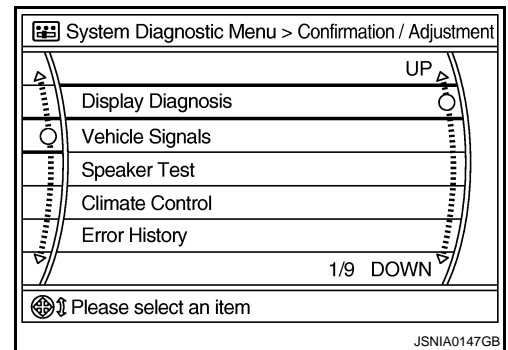 System Diagnostic Menu > Confirmation / Adjustment
UP
Display Diagnosis
Vehicle Signals
Speaker Test
Climate Control
Error History
1/9 DOWN
Please select an item
JSNIA0147GB